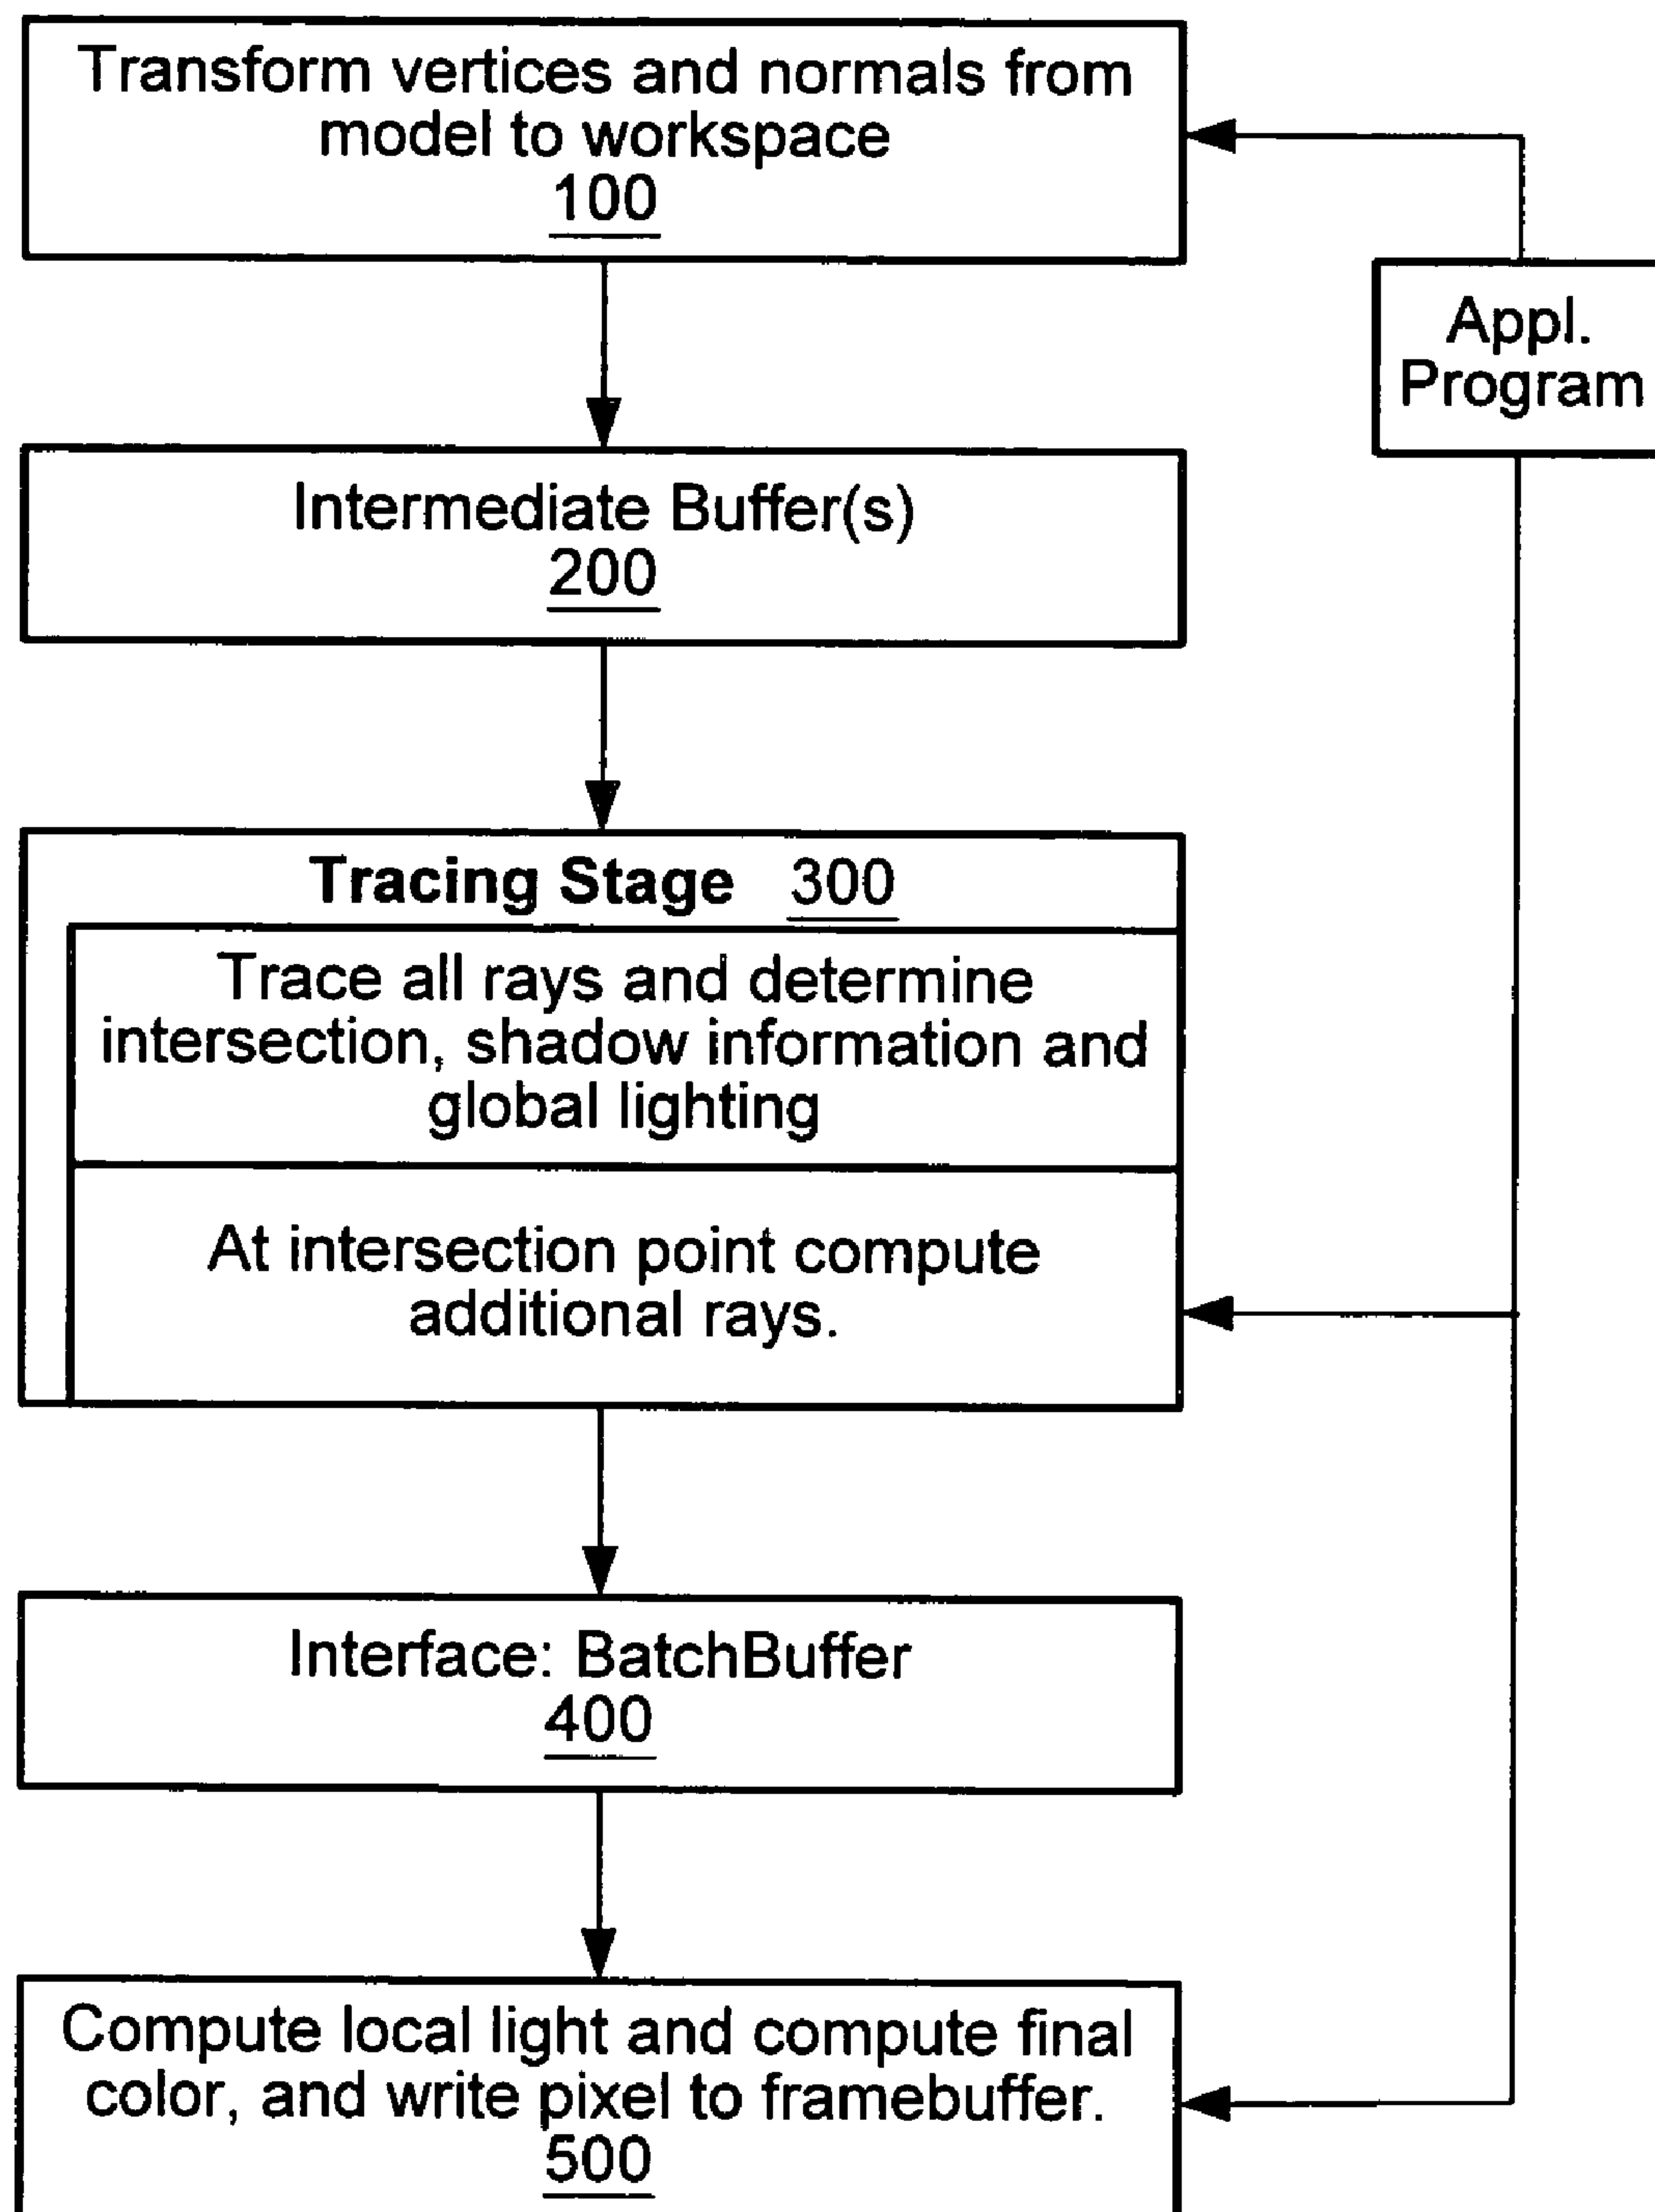 Transform vertices and normals from
model to workspace
100
Appl.
Program
Intermediate Buffer(s)
200
Tracing Stage 300
Trace all rays and determine
intersection, shadow information and
global lighting
At intersection point compute
additional rays.
Interface: BatchBuffer
400
Compute local light and compute final
color, and write pixel to framebuffer.
500